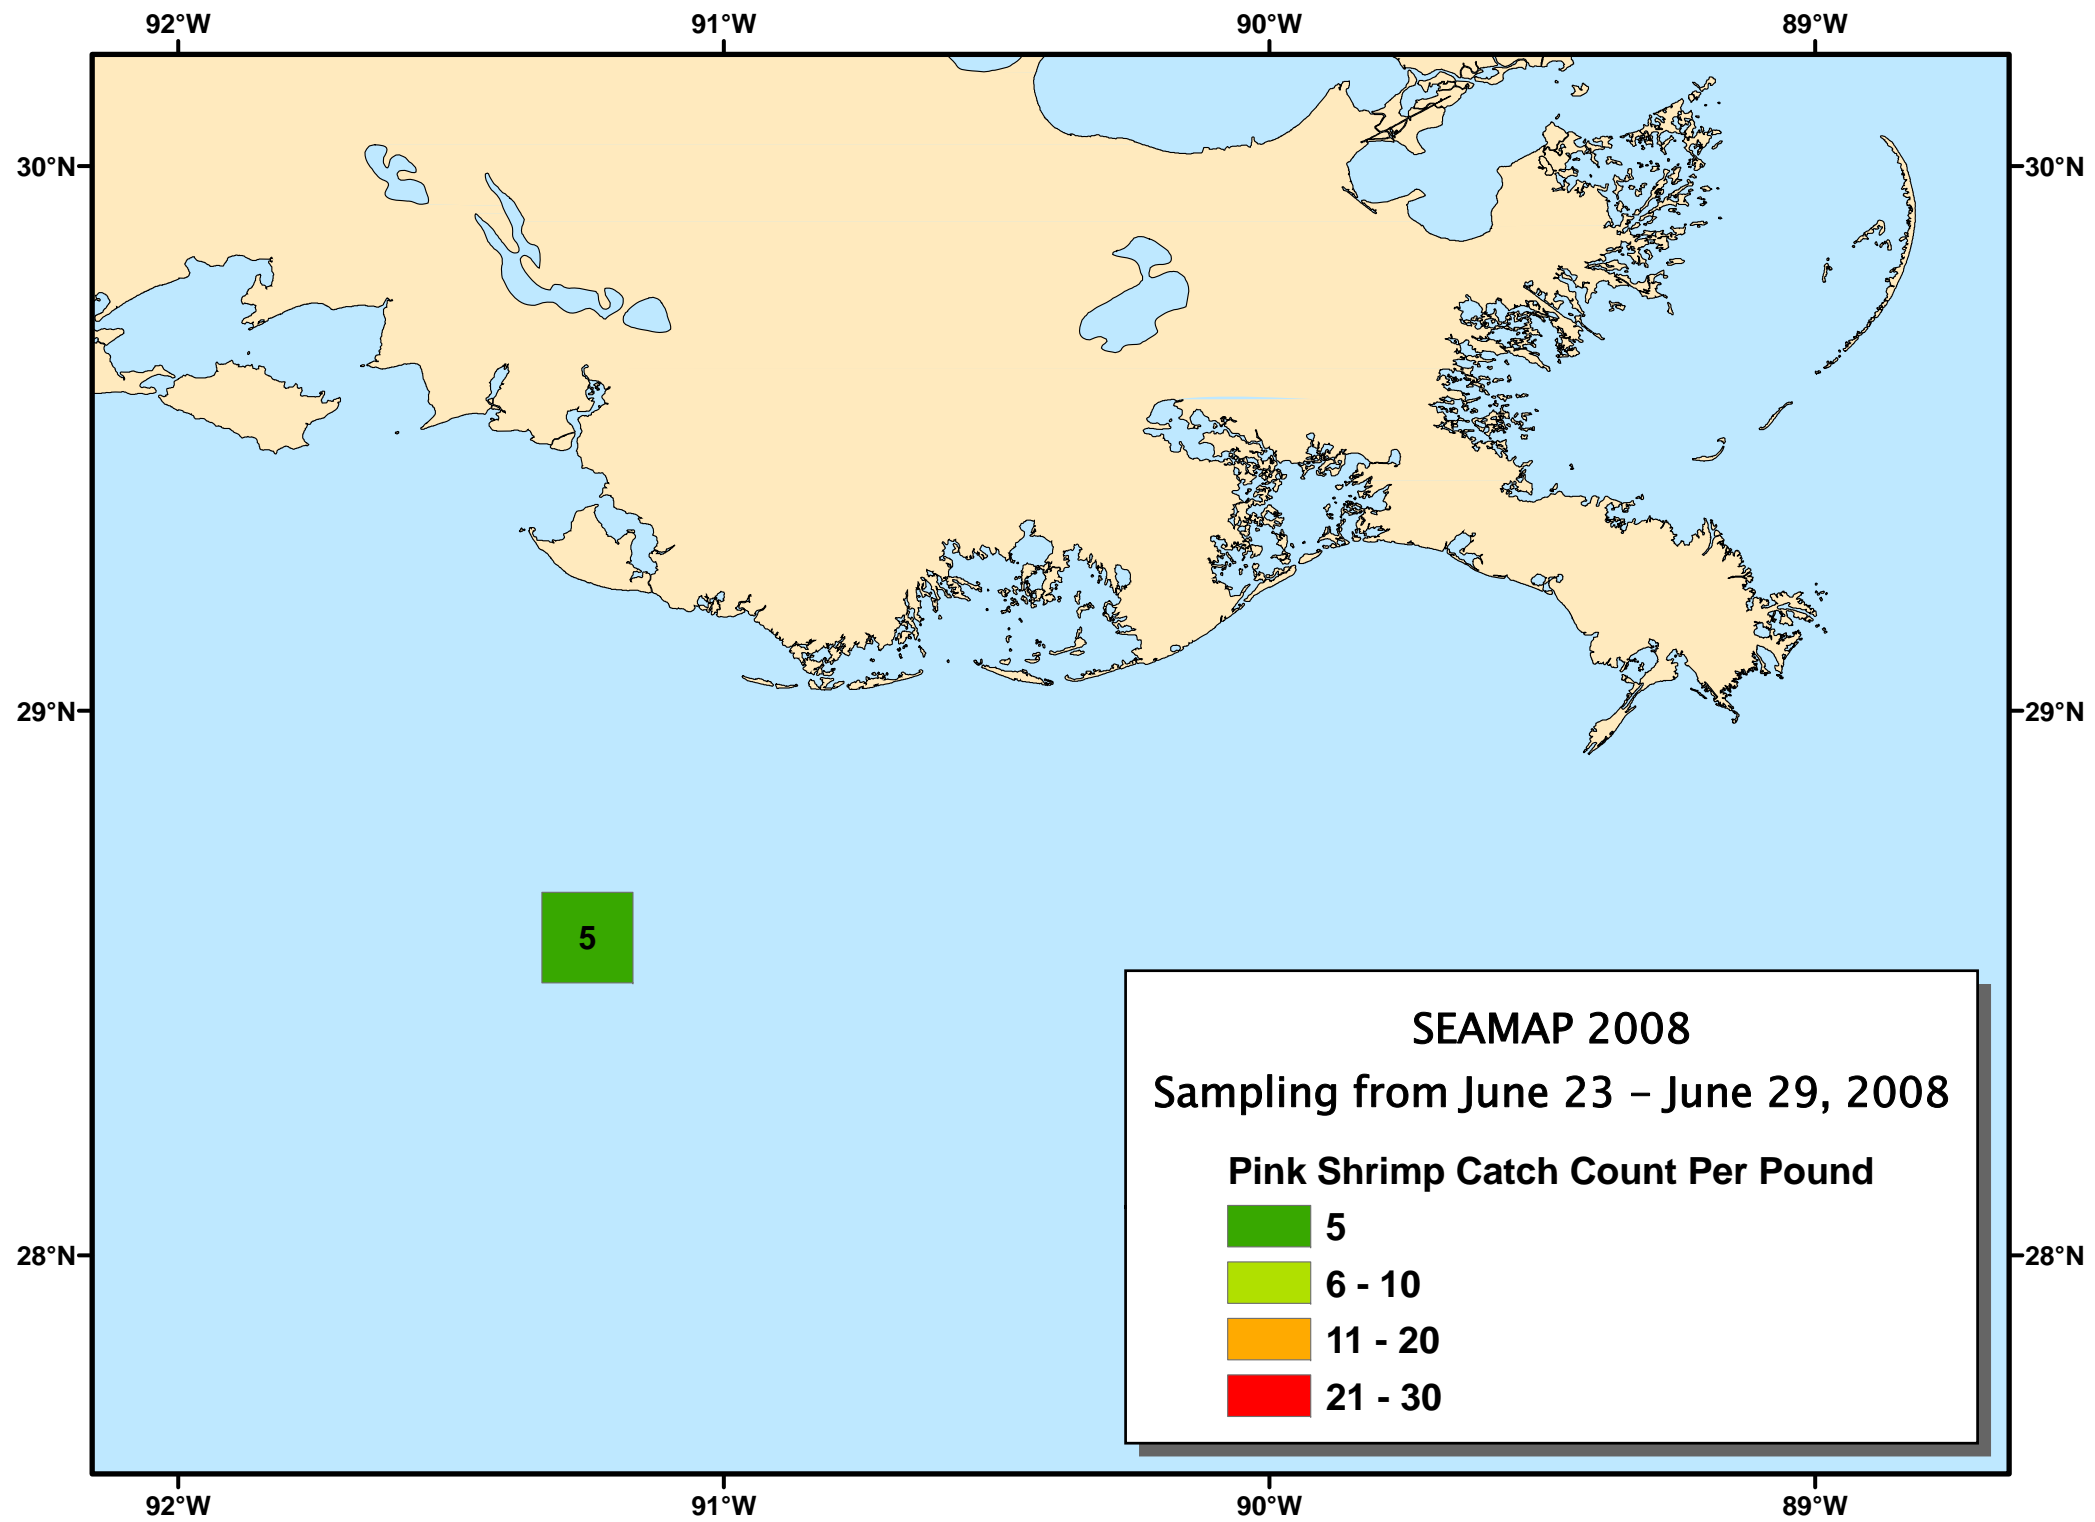 92°W 91°W 90°W 89°W
30°N 30°N
29°N 29°N
5
SEAMAP 2008
Sampling from June 23 – June 29, 2008
Pink Shrimp Catch Count Per Pound
5
28°N 28°N
6 - 10
11 - 20
21 - 30
92°W 91°W 90°W 89°W